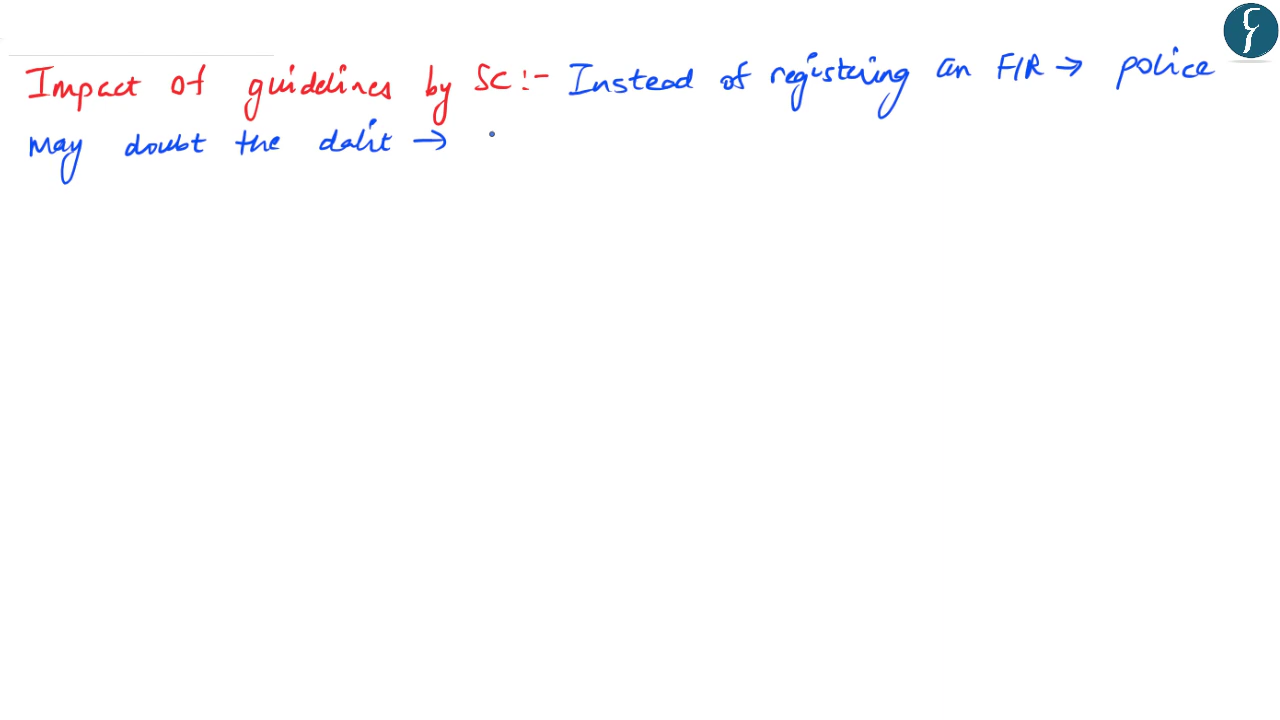 Impact of guidelines by SC:- Instead of registering an FIR → police
may doubt the dalit →